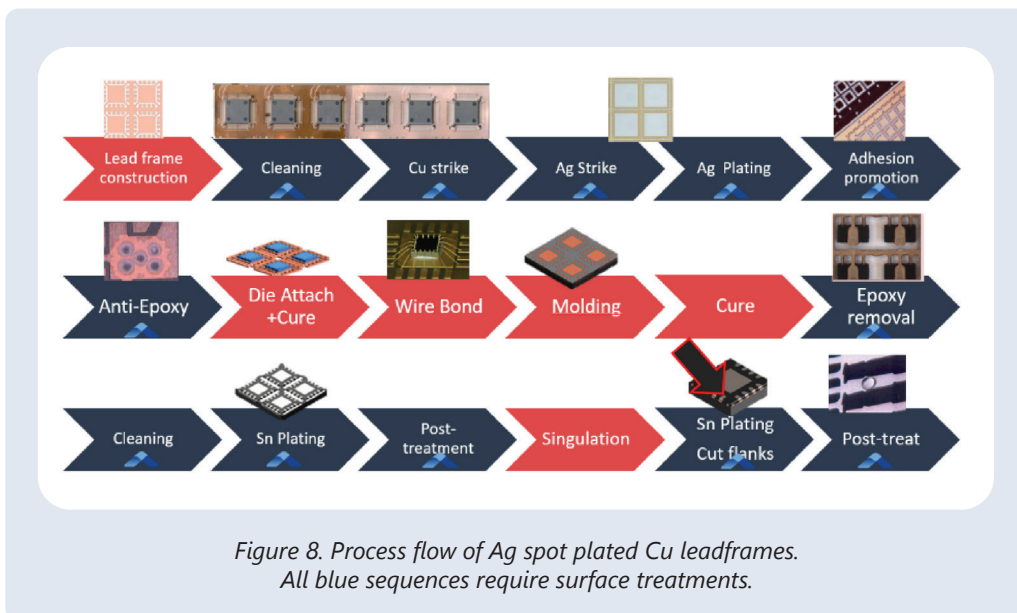 Lead frame
construction
Cleaning
Cu strike
Ag Strike
Ag Plating
Adhesion
promotion
Anti-Epoxy
Die Attach
+Cure
Wire Bond
Molding
Cure
Epoxy
removal
Cleaning
Sn Plating
Post-
treatment
Singulation
Sn Plating
Cut flanks
Post-treat
Figure 8. Process flow of Ag spot plated Cu leadframes.
All blue sequences require surface treatments.